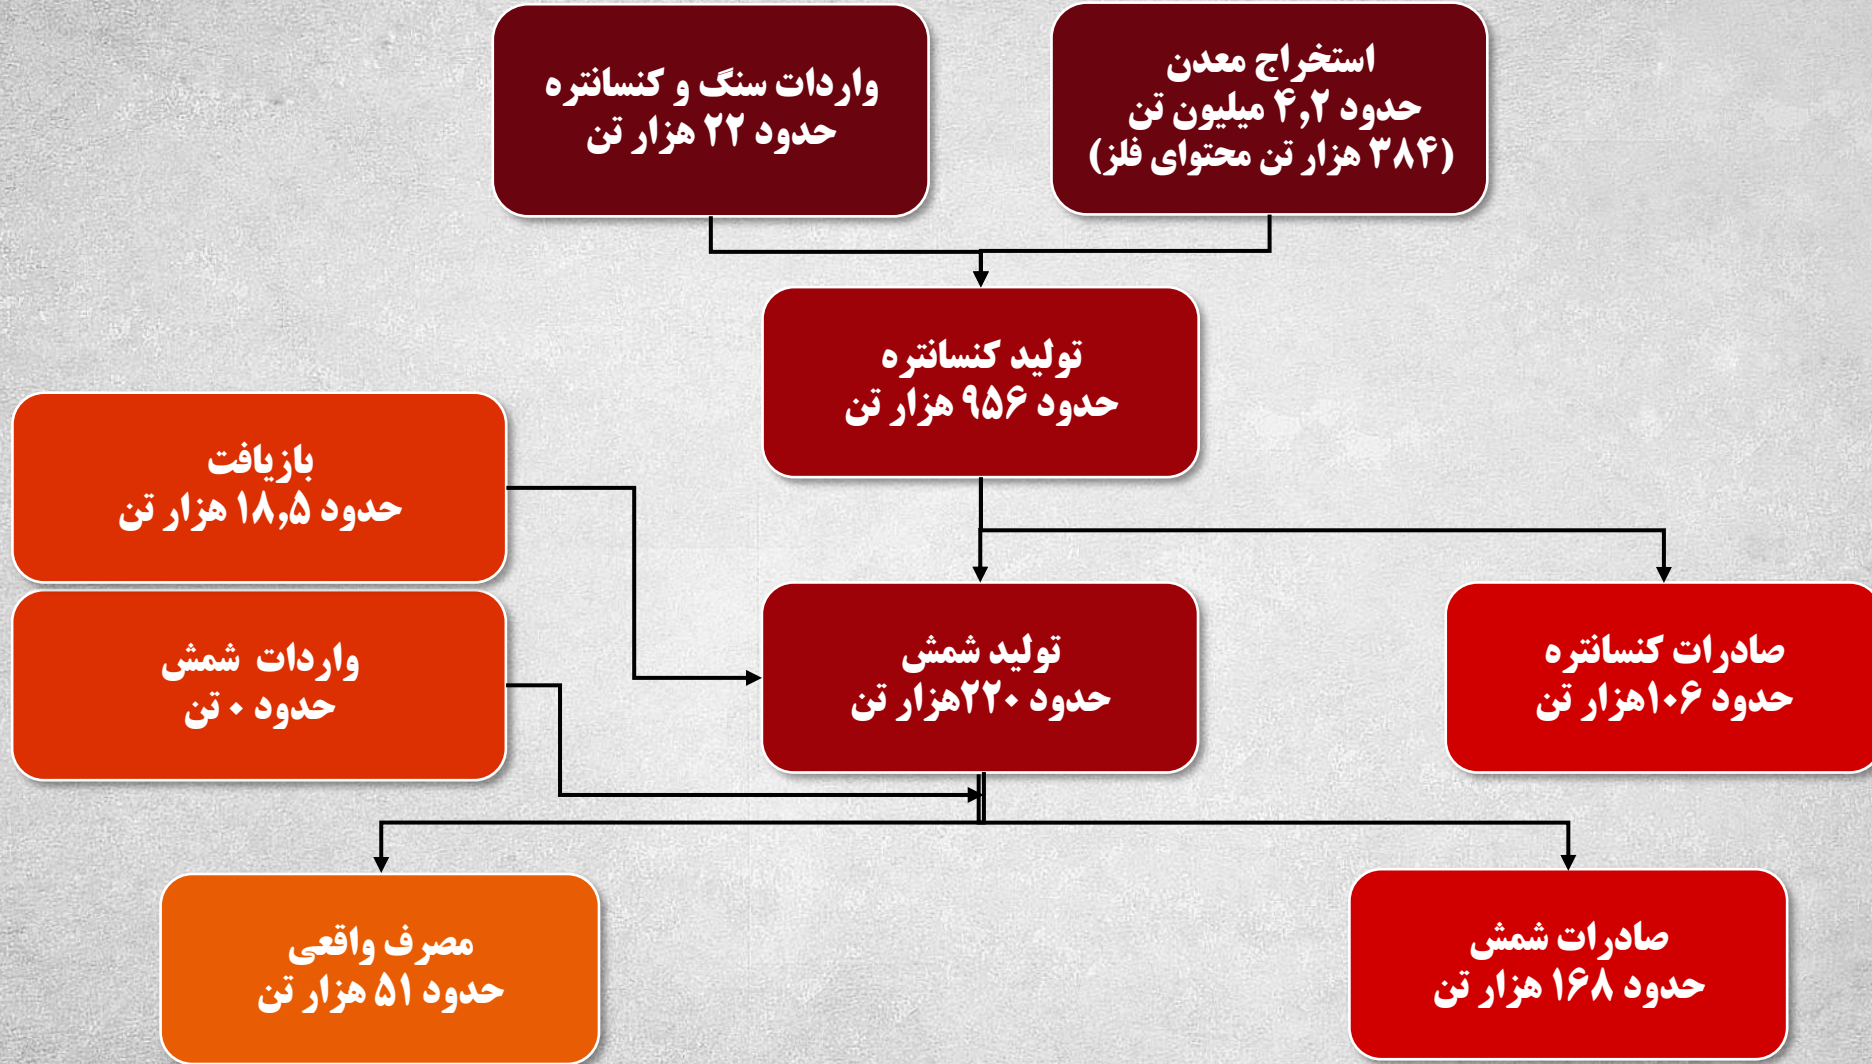 استخراج معدن
حدود ۴,۲ میلیون تن
(۳۸۴ هزار تن محتوای فلز)
واردات سنگ و کنسانتره
حدود ۲۲ هزار تن
تولید کنسانتره
حدود ۹۵۶ هزار تن
بازیافت
حدود ۱۸,۵ هزار تن
واردات شمش
حدود ۰ تن
تولید شمش
حدود ۲۲۰هزار تن
صادرات کنسانتره
حدود ۱۰۶هزار تن
صادرات شمش
حدود ۱۶۸ هزار تن
مصرف واقعی
حدود ۵۱ هزار تن